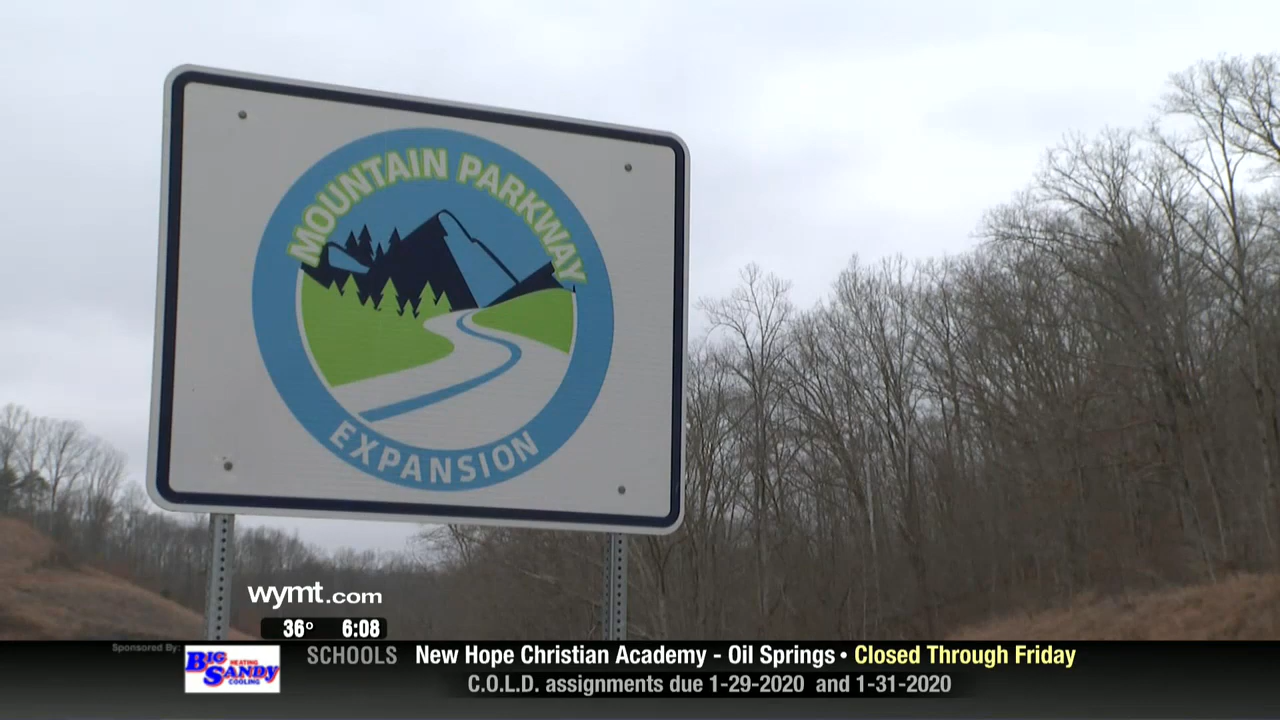 MOUNTAIN PARKWAY
EXPANSION
wymt.com
36° 6:08
Sponsored By:
BIG SANDY
HEATING
COOLING
SCHOOLS
New Hope Christian Academy - Oil Springs • Closed Through Friday
C.O.L.D. assignments due 1-29-2020 and 1-31-2020